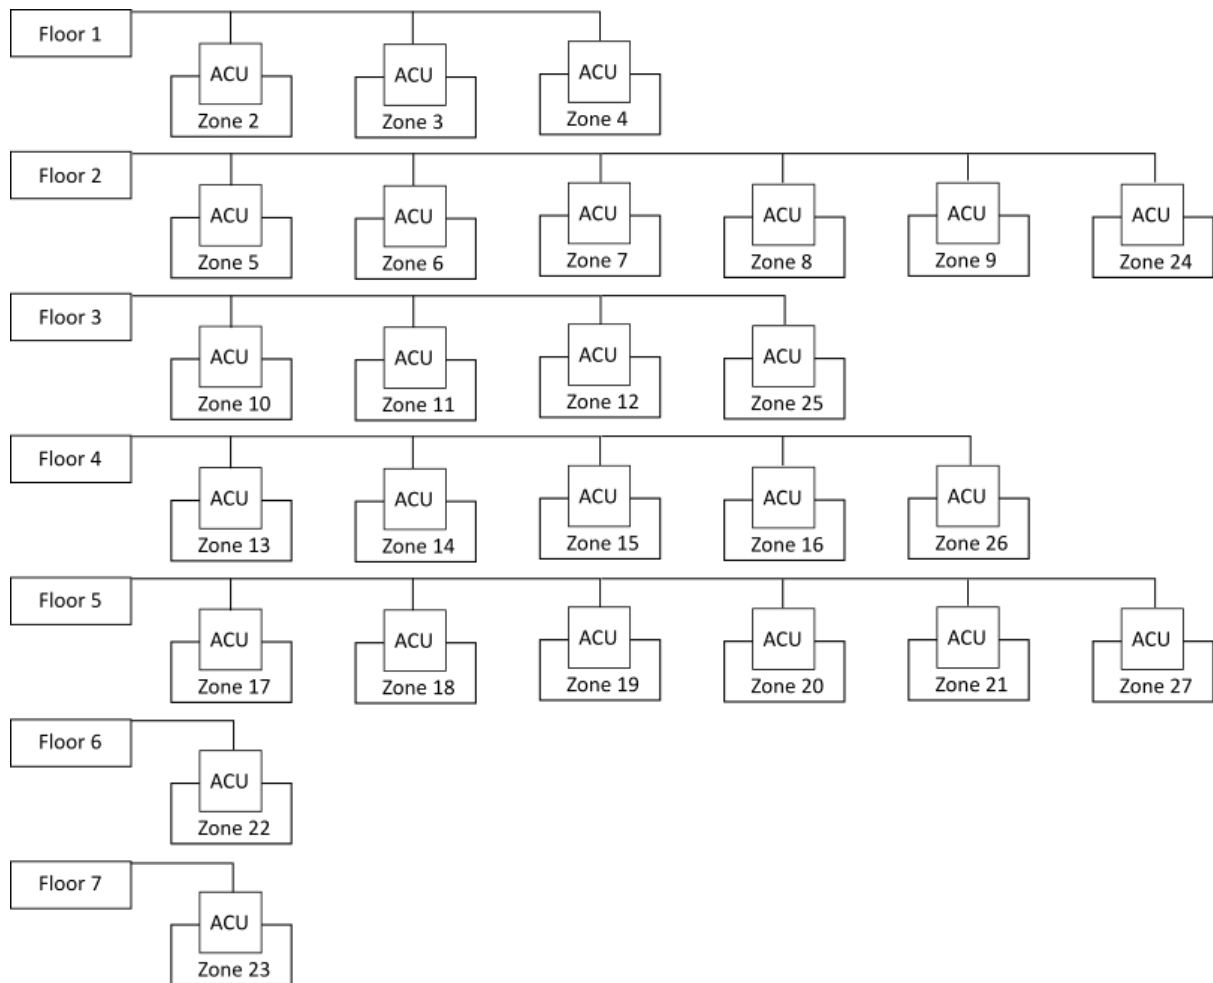 Floor 1
ACU ACU ACU
Zone 2 Zone 3 Zone 4
Floor 2
ACU ACU ACU ACU ACU ACU
Zone 5 Zone 6 Zone 7 Zone 8 Zone 9 Zone 24
Floor 3
ACU ACU ACU ACU
Zone 10 Zone 11 Zone 12 Zone 25
Floor 4
ACU ACU ACU ACU ACU
Zone 13 Zone 14 Zone 15 Zone 16 Zone 26
Floor 5
ACU ACU ACU ACU ACU ACU
Zone 17 Zone 18 Zone 19 Zone 20 Zone 21 Zone 27
Floor 6
ACU
Zone 22
Floor 7
ACU
Zone 23